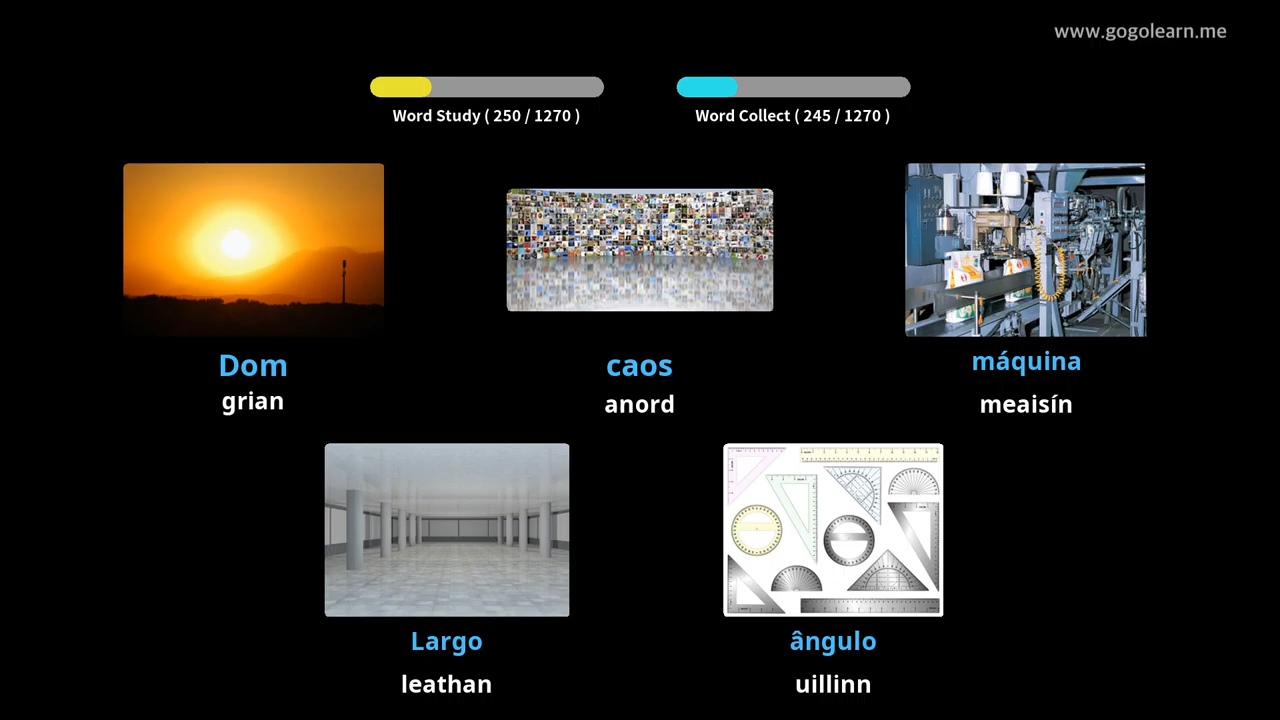 www.gogolearn.me
Word Study ( 250 / 1270 )
Word Collect ( 245 / 1270 )
Dom
grian
caos
anord
máquina
meaisín
Largo
leathan
ângulo
uillinn